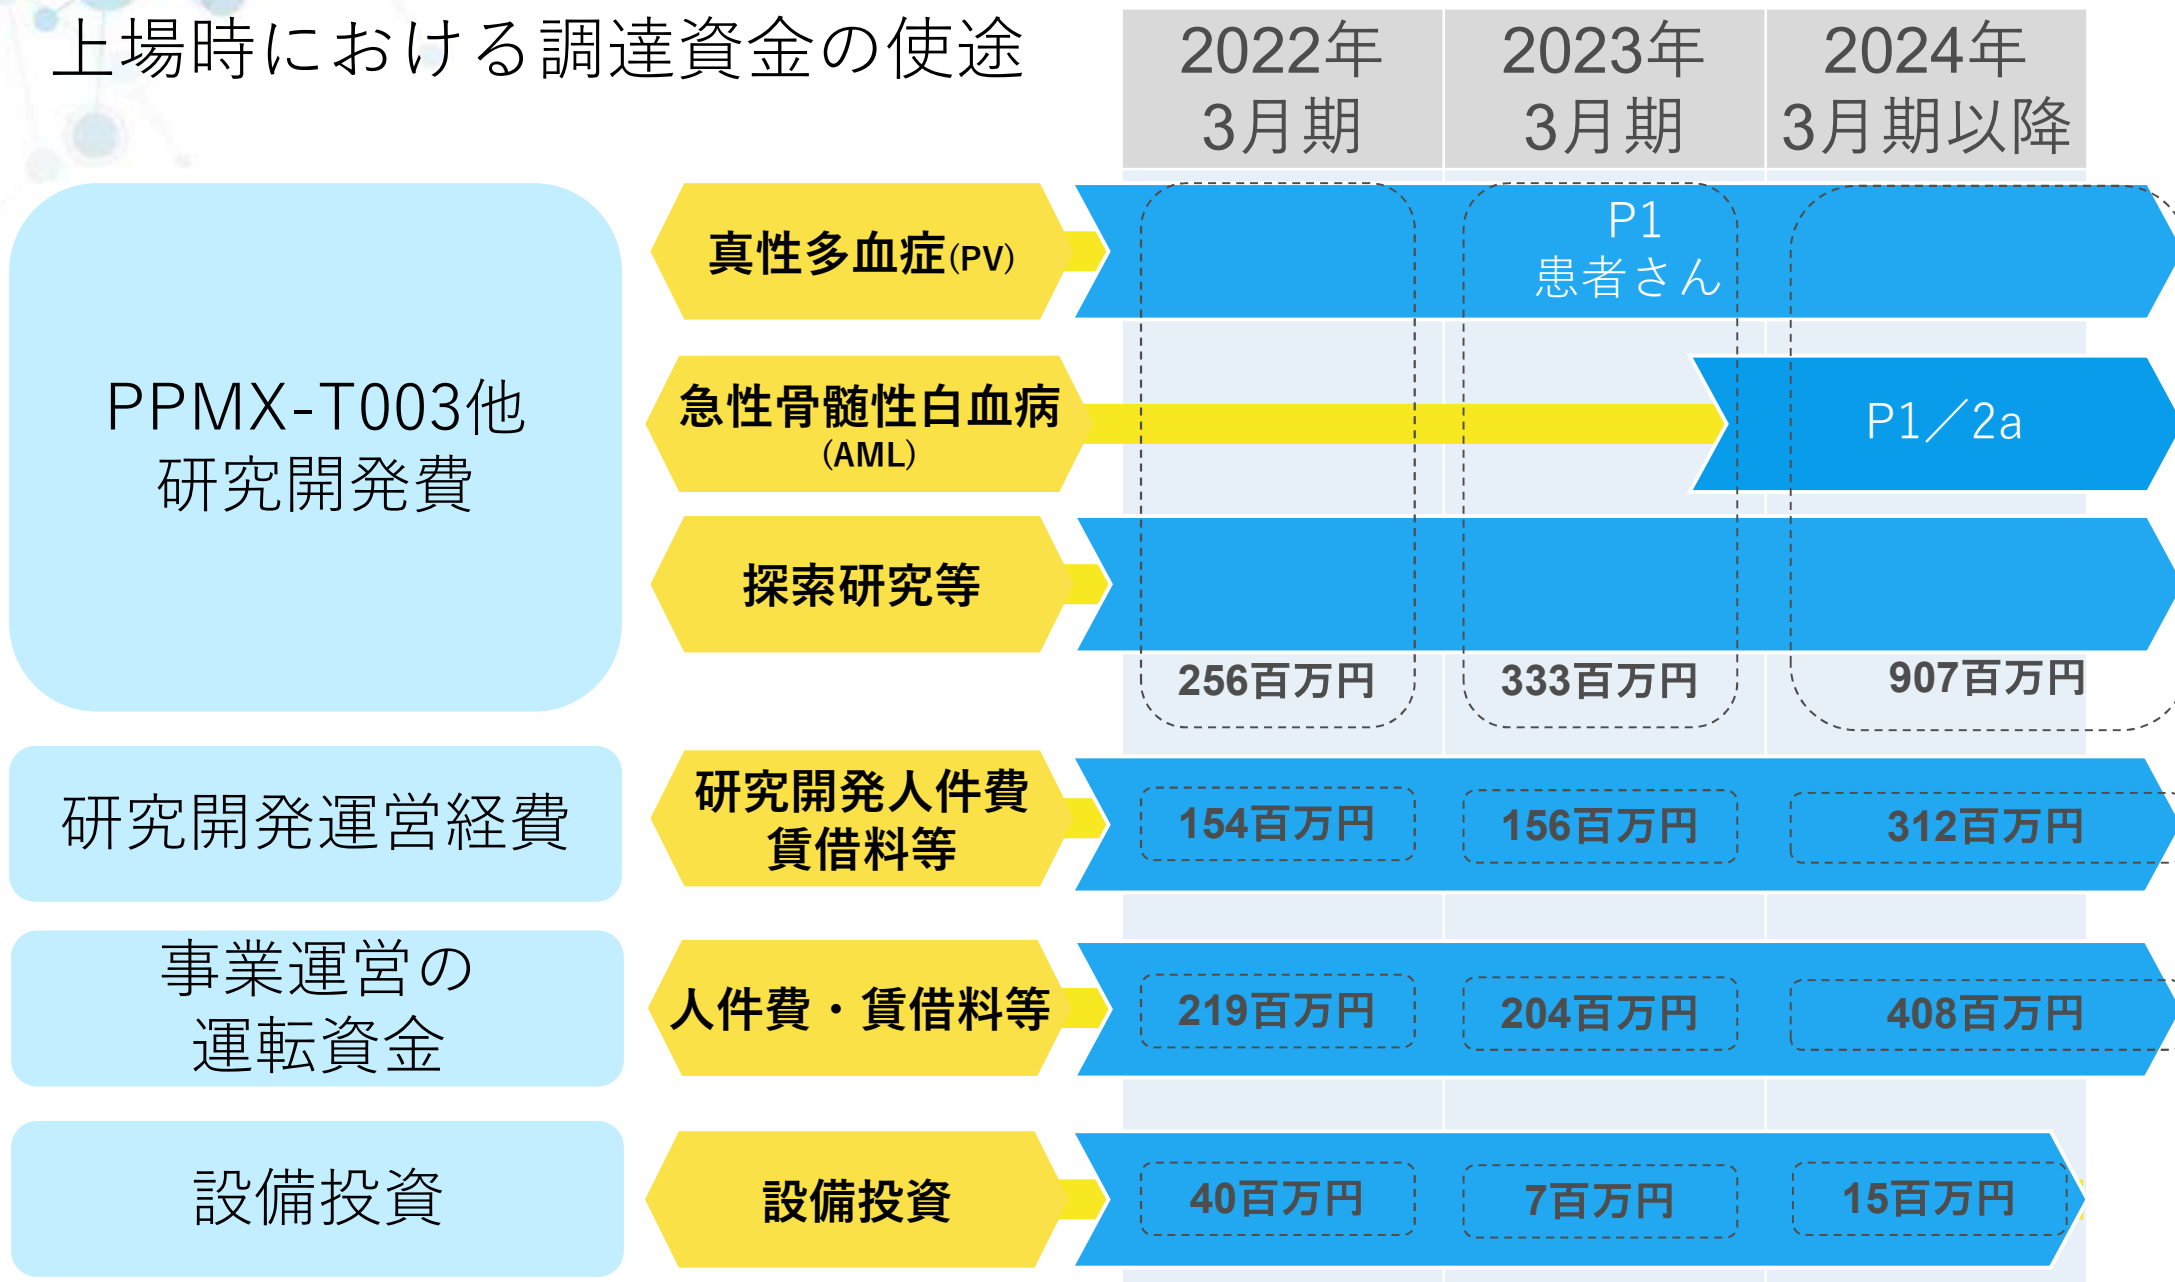 上場時における調達資金の使途
2022年
3月期
2023年
3月期
2024年
3月期以降
PPMX-T003他
研究開発費
真性多血症(PV)
P1
患者さん
急性骨髄性白血病
(AML)
P1／2a
探索研究等
256百万円
333百万円
907百万円
研究開発運営経費
研究開発人件費
賃借料等
154百万円
156百万円
312百万円
事業運営の
運転資金
人件費・賃借料等
219百万円
204百万円
408百万円
設備投資
設備投資
40百万円
7百万円
15百万円